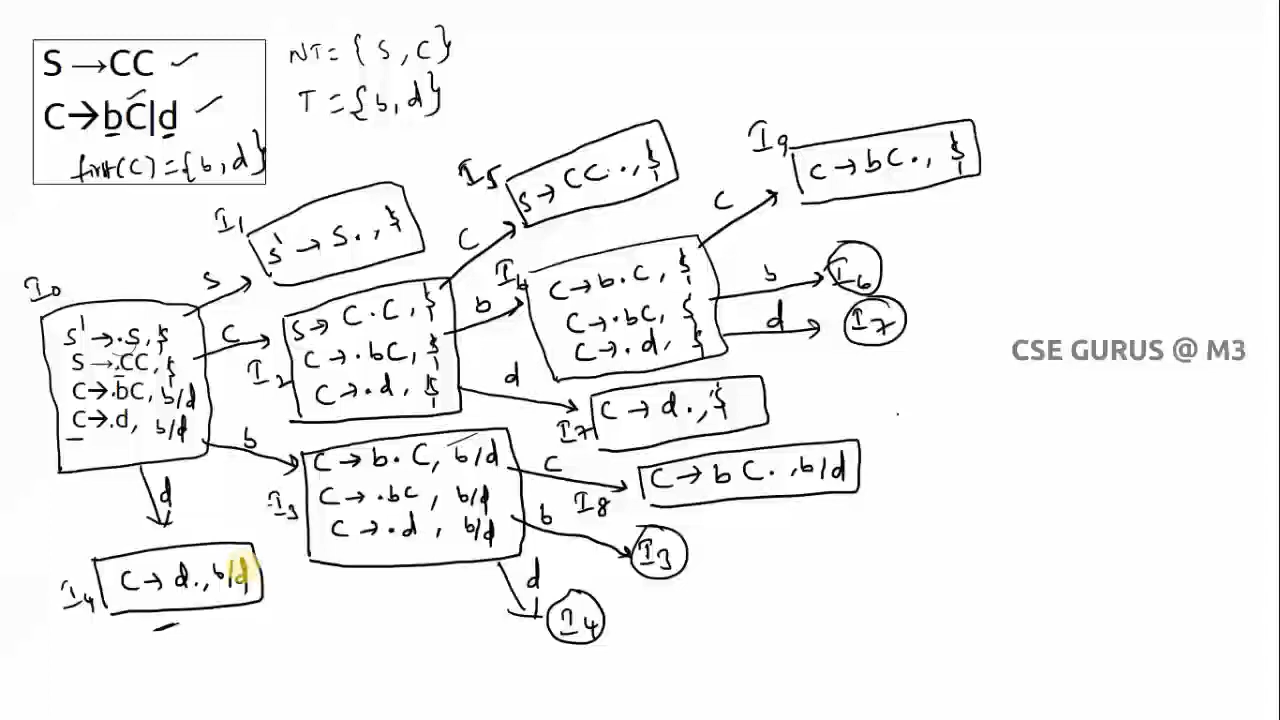 S →CC
C→bC|d
first(C) = {b, d}
NT = { S, C }
T = {b, d}
I0
S' → .S, $
S → .CC, $
C → .bC, b/d
C → .d, b/d
S
C
b
d
I1
S' → S., $
I2
S → C.C, $
C → .bC, $
C → .d, $
C
b
d
I5
S → CC., $
I6
C → b.C, $
C → .bC, $
C → .d, $
C
b
d
I9
C → bC., $
I6
I7
I7
C → d., $
I3
C → b.C, b/d
C → .bC, b/d
C → .d, b/d
C
b
d
I8
C → bC., b/d
I3
I4
I4
C → d., b/d
CSE GURUS @ M3